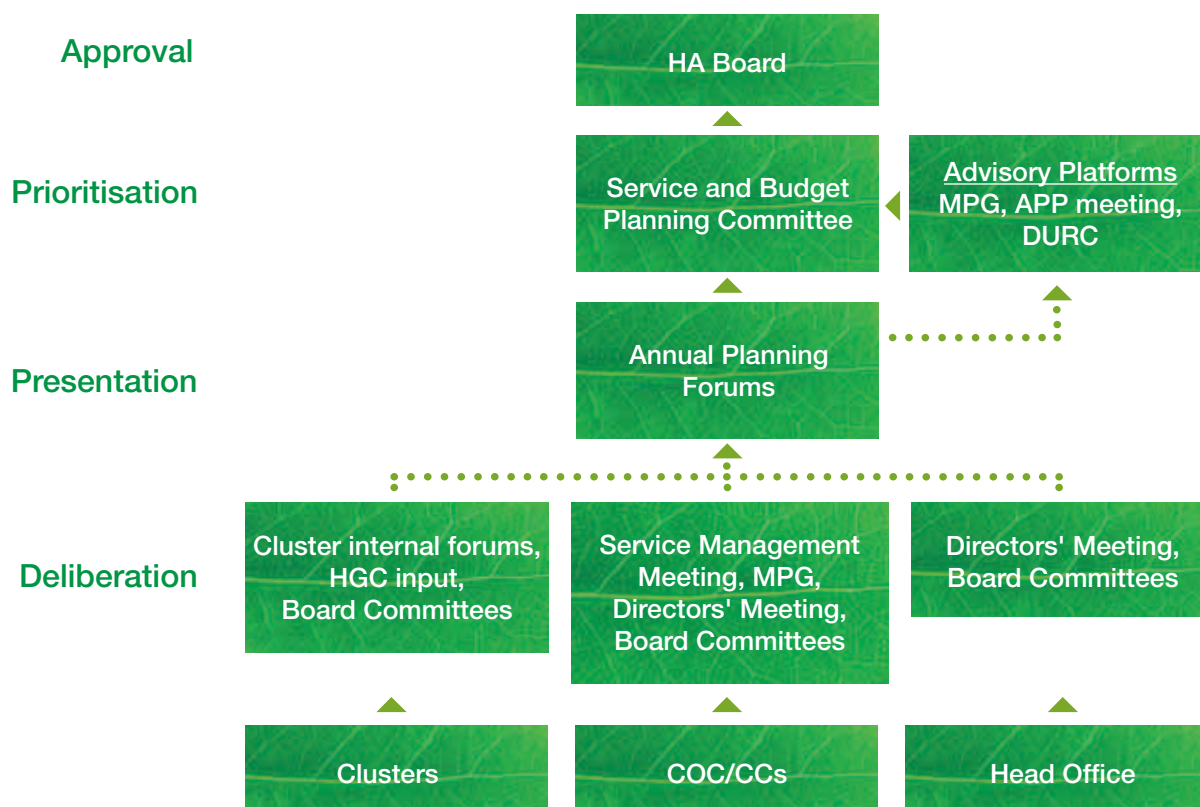 Approval
HA Board
Prioritisation
Service and Budget
Planning Committee
Advisory Platforms
MPG, APP meeting,
DURC
Presentation
Annual Planning
Forums
Deliberation
Cluster internal forums,
HGC input,
Board Committees
Service Management
Meeting, MPG,
Directors' Meeting,
Board Committees
Directors' Meeting,
Board Committees
Clusters
COC/CCs
Head Office